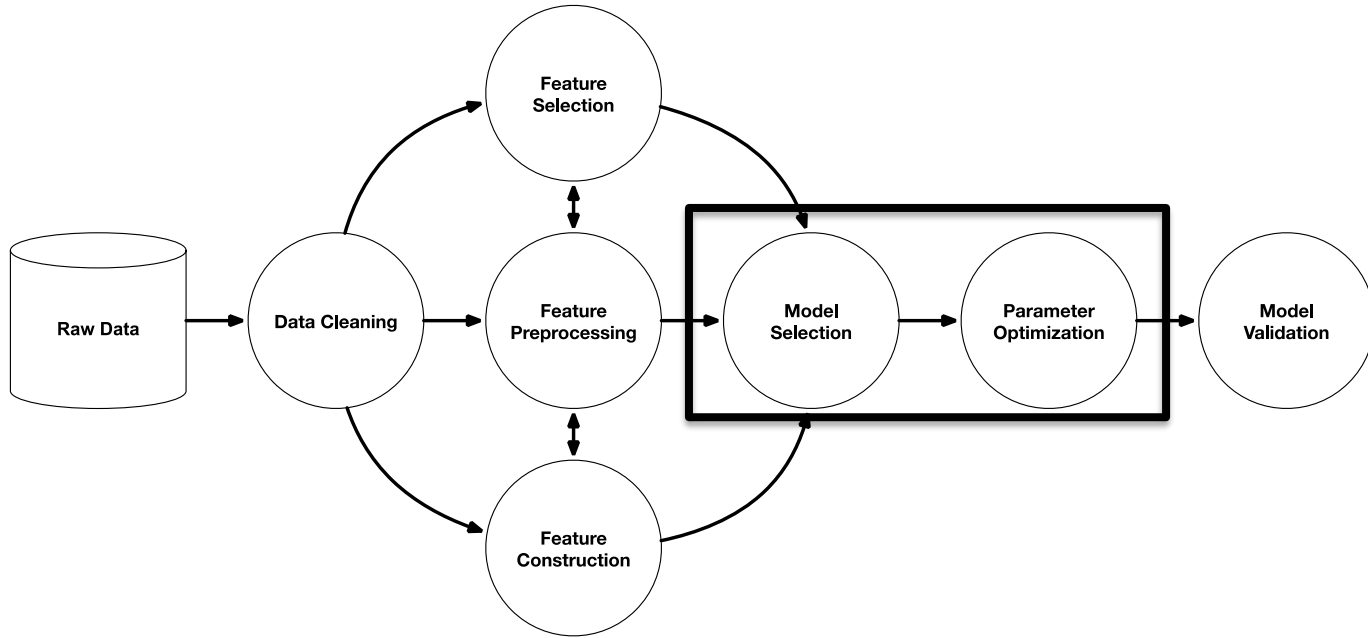 Feature
Selection
Raw Data
Data Cleaning
Feature
Preprocessing
Model
Selection
Parameter
Optimization
Model
Validation
Feature
Construction